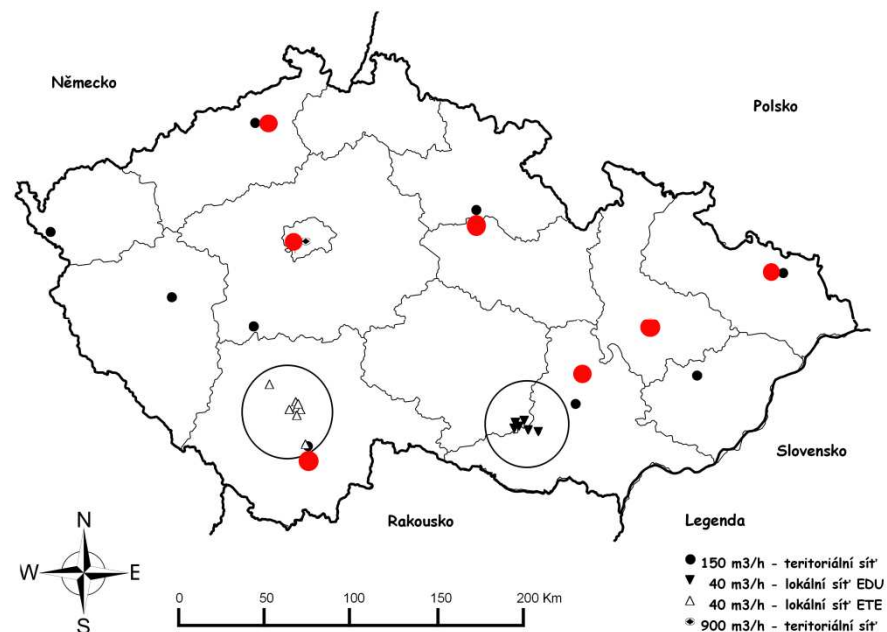 Německo
Polsko
Slovensko
Rakousko
Legenda
150 m3/h - teritoriální síť
40 m3/h - lokální síť EDU
40 m3/h - lokální síť ETE
900 m3/h - teritoriální síť
N
W E
S
0 50 100 150 200 Km